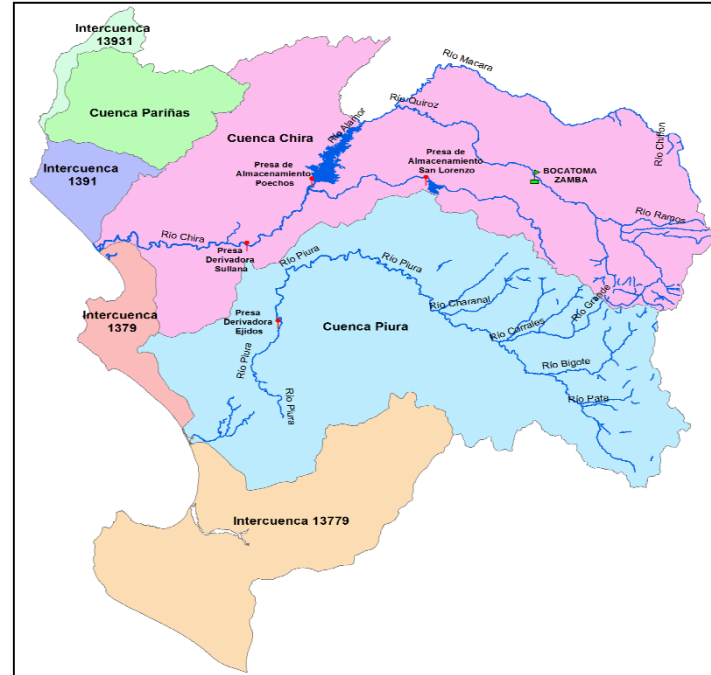 Intercuenca
13931
Río Macara
Cuenca Pariñas
Río Quiroz
Cuenca Chira
Río Alamor
Río Chiffon
Intercuenca
1391
Presa de
Almacenamiento
Poechos
Presa de
Almacenamiento
San Lorenzo
BOCATOMA
ZAMBA
Río Ramos
Río Chira
Presa
Derivadora
Sullana
Río Piura
Río Piura
Río Grande
Río Charanal
Intercuenca
1379
Presa
Derivadora
Ejidos
Cuenca Piura
Río Corrales
Río Bigote
Río Piura
Río Piura
Río Pata
Intercuenca 13779